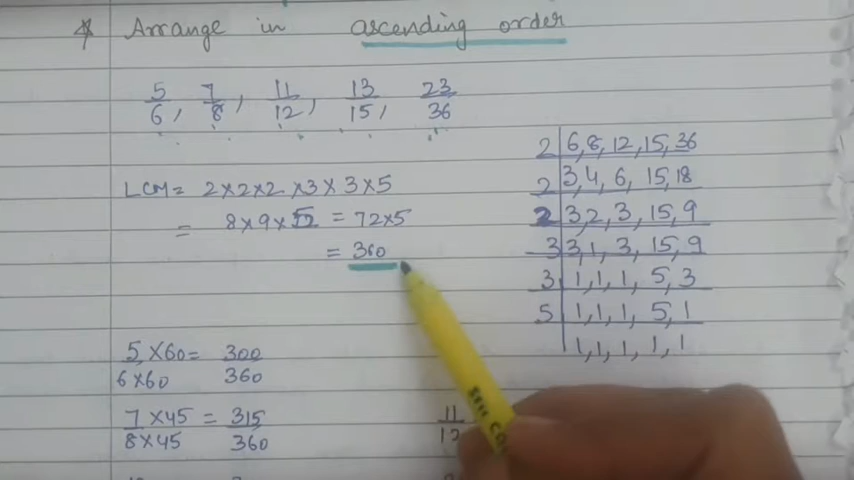 * Arrange in ascending order
5/6, 7/8, 11/12, 13/15, 23/36
LCM = 2×2×2×3×3×5
= 8×9×5 = 72×5
= 360
2 | 6,8,12,15,36
2 | 3,4,6,15,18
2 | 3,2,3,15,9
3 | 3,1,3,15,9
3 | 1,1,1,5,3
5 | 1,1,1,5,1
1,1,1,1,1
5×60/6×60 = 300/360
7×45/8×45 = 315/360
11/12